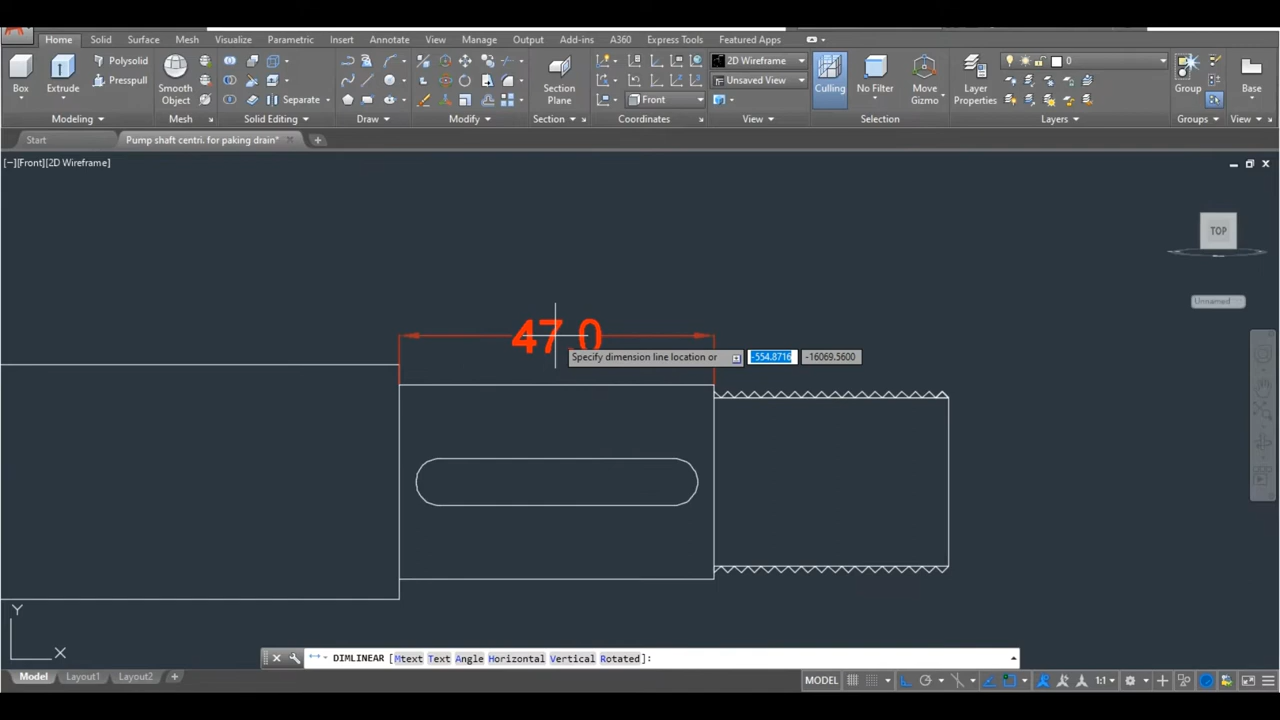 Home Solid Surface Mesh Visualize Parametric Insert Annotate View Manage Output Add-ins A360 Express Tools Featured Apps
Polysolid
Presspull
2D Wireframe
Unsaved View
0
Box
Extrude
Smooth
Object
Separate
Section
Plane
Front
Culling
No Filter
Move
Gizmo
Layer
Properties
Group
Base
Modeling
Mesh
Solid Editing
Draw
Modify
Section
Coordinates
View
Selection
Layers
Groups
View
Start
Pump shaft centri. for paking drain*
[−][Front][2D Wireframe]
TOP
Unnamed
47.0
Specify dimension line location or
-554.8716
-16069.5600
Y
X
DIMLINEAR [Mtext Text Angle Horizontal Vertical Rotated]:
Model Layout1 Layout2
MODEL
1:1